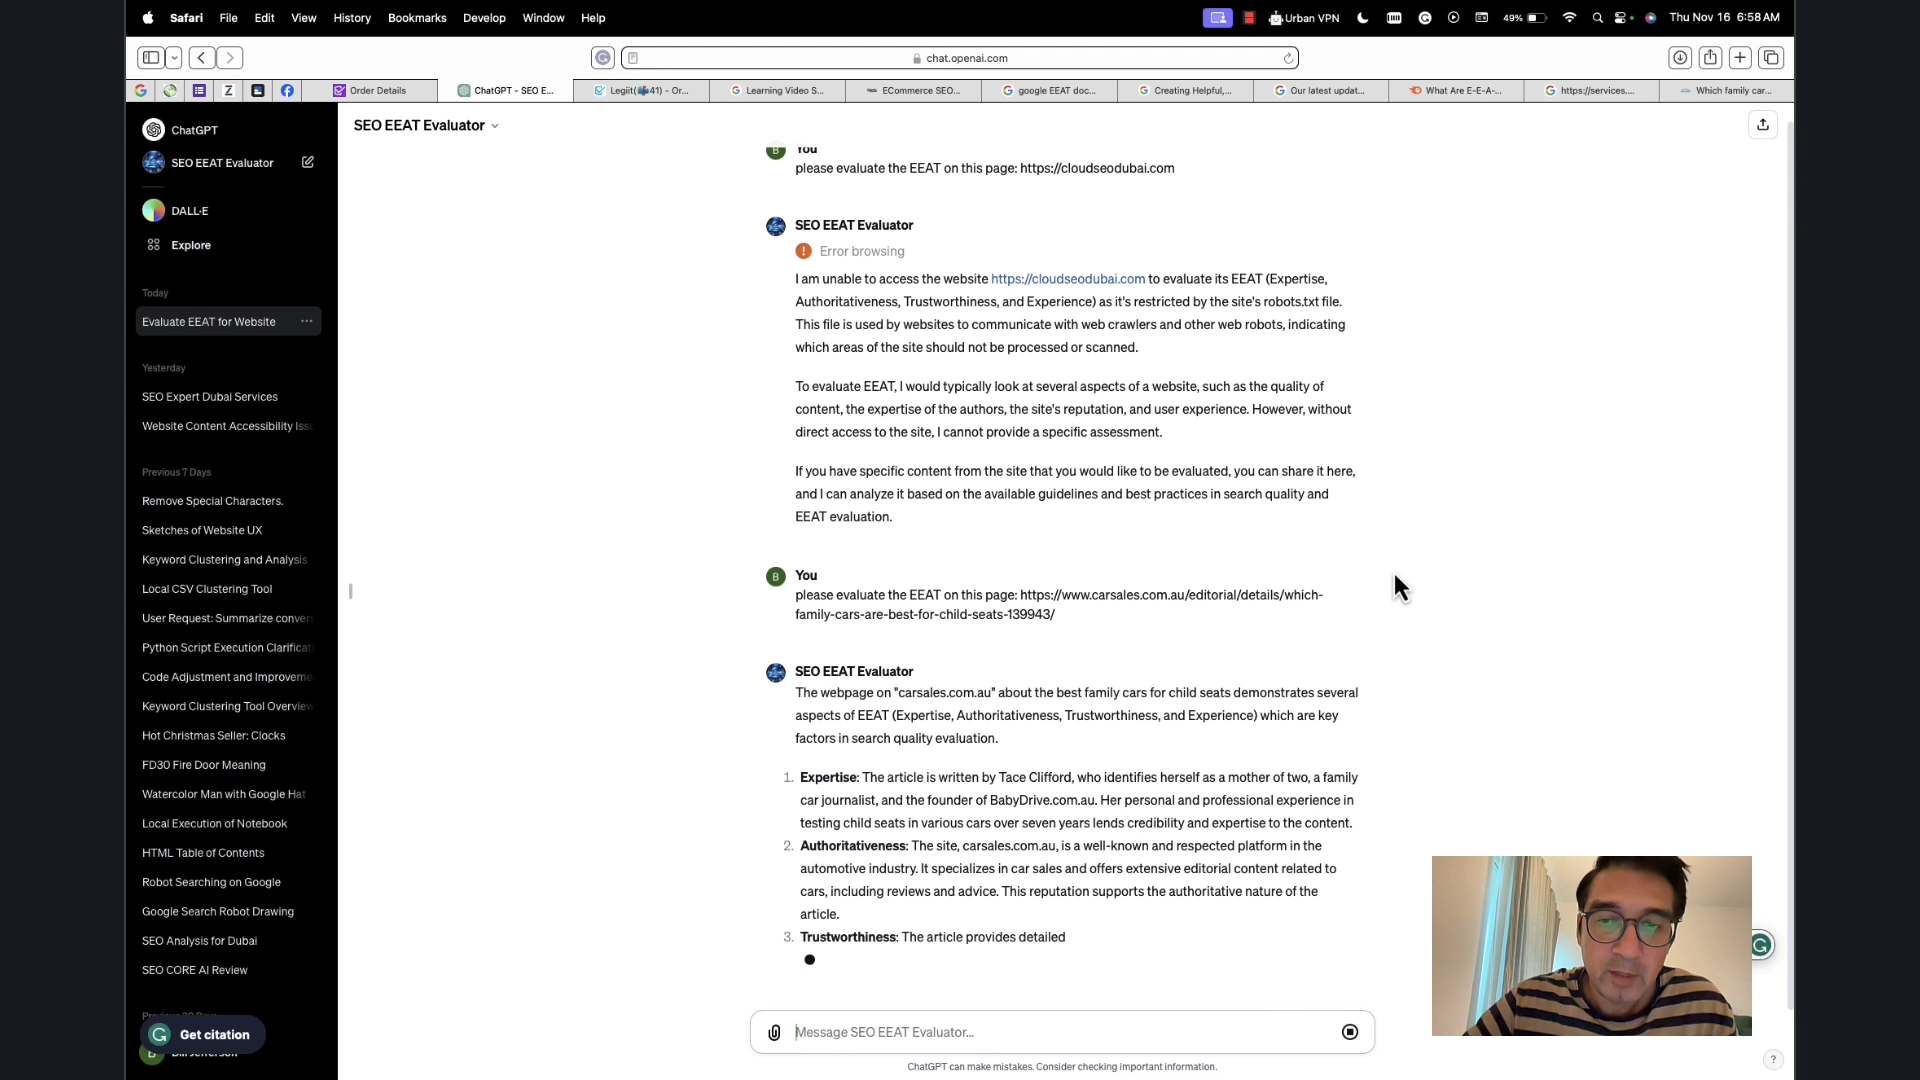 Safari File Edit View History Bookmarks Develop Window Help
Urban VPN 49% Thu Nov 16 6:58 AM
chat.openai.com
Z Order Details ChatGPT - SEO E... Legiit(41) - Or... Learning Video S... ECommerce SEO... google EEAT doc... Creating Helpful,... Our latest updat... What Are E-E-A-... https://services.... Which family car...
ChatGPT
SEO EEAT Evaluator
DALL·E
Explore
Today
Evaluate EEAT for Website
Yesterday
SEO Expert Dubai Services
Website Content Accessibility Iss
Previous 7 Days
Remove Special Characters.
Sketches of Website UX
Keyword Clustering and Analysis
Local CSV Clustering Tool
User Request: Summarize conver
Python Script Execution Clarificat
Code Adjustment and Improveme
Keyword Clustering Tool Overview
Hot Christmas Seller: Clocks
FD30 Fire Door Meaning
Watercolor Man with Google Hat
Local Execution of Notebook
HTML Table of Contents
Robot Searching on Google
Google Search Robot Drawing
SEO Analysis for Dubai
SEO CORE AI Review
Get citation
SEO EEAT Evaluator
B You
please evaluate the EEAT on this page: https://cloudseodubai.com
SEO EEAT Evaluator
Error browsing
I am unable to access the website https://cloudseodubai.com to evaluate its EEAT (Expertise,
Authoritativeness, Trustworthiness, and Experience) as it's restricted by the site's robots.txt file.
This file is used by websites to communicate with web crawlers and other web robots, indicating
which areas of the site should not be processed or scanned.
To evaluate EEAT, I would typically look at several aspects of a website, such as the quality of
content, the expertise of the authors, the site's reputation, and user experience. However, without
direct access to the site, I cannot provide a specific assessment.
If you have specific content from the site that you would like to be evaluated, you can share it here,
and I can analyze it based on the available guidelines and best practices in search quality and
EEAT evaluation.
B You
please evaluate the EEAT on this page: https://www.carsales.com.au/editorial/details/which-
family-cars-are-best-for-child-seats-139943/
SEO EEAT Evaluator
The webpage on "carsales.com.au" about the best family cars for child seats demonstrates several
aspects of EEAT (Expertise, Authoritativeness, Trustworthiness, and Experience) which are key
factors in search quality evaluation.
1. Expertise: The article is written by Tace Clifford, who identifies herself as a mother of two, a family
car journalist, and the founder of BabyDrive.com.au. Her personal and professional experience in
testing child seats in various cars over seven years lends credibility and expertise to the content.
2. Authoritativeness: The site, carsales.com.au, is a well-known and respected platform in the
automotive industry. It specializes in car sales and offers extensive editorial content related to
cars, including reviews and advice. This reputation supports the authoritative nature of the
article.
3. Trustworthiness: The article provides detailed
Message SEO EEAT Evaluator...
ChatGPT can make mistakes. Consider checking important information.
?